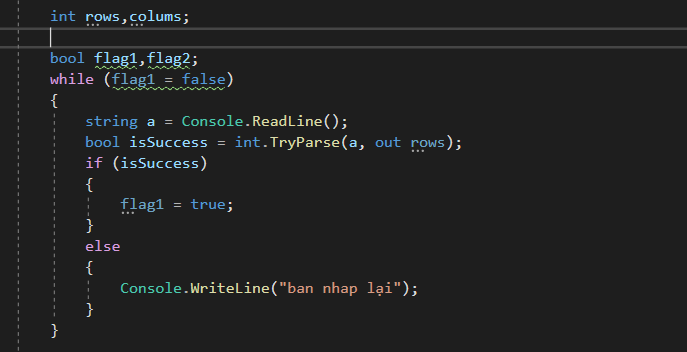 int rows,colums;
bool flag1,flag2;
while (flag1 = false)
{
string a = Console.ReadLine();
bool isSuccess = int.TryParse(a, out rows);
if (isSuccess)
{
flag1 = true;
}
else
{
Console.WriteLine("ban nhap lại");
}
}